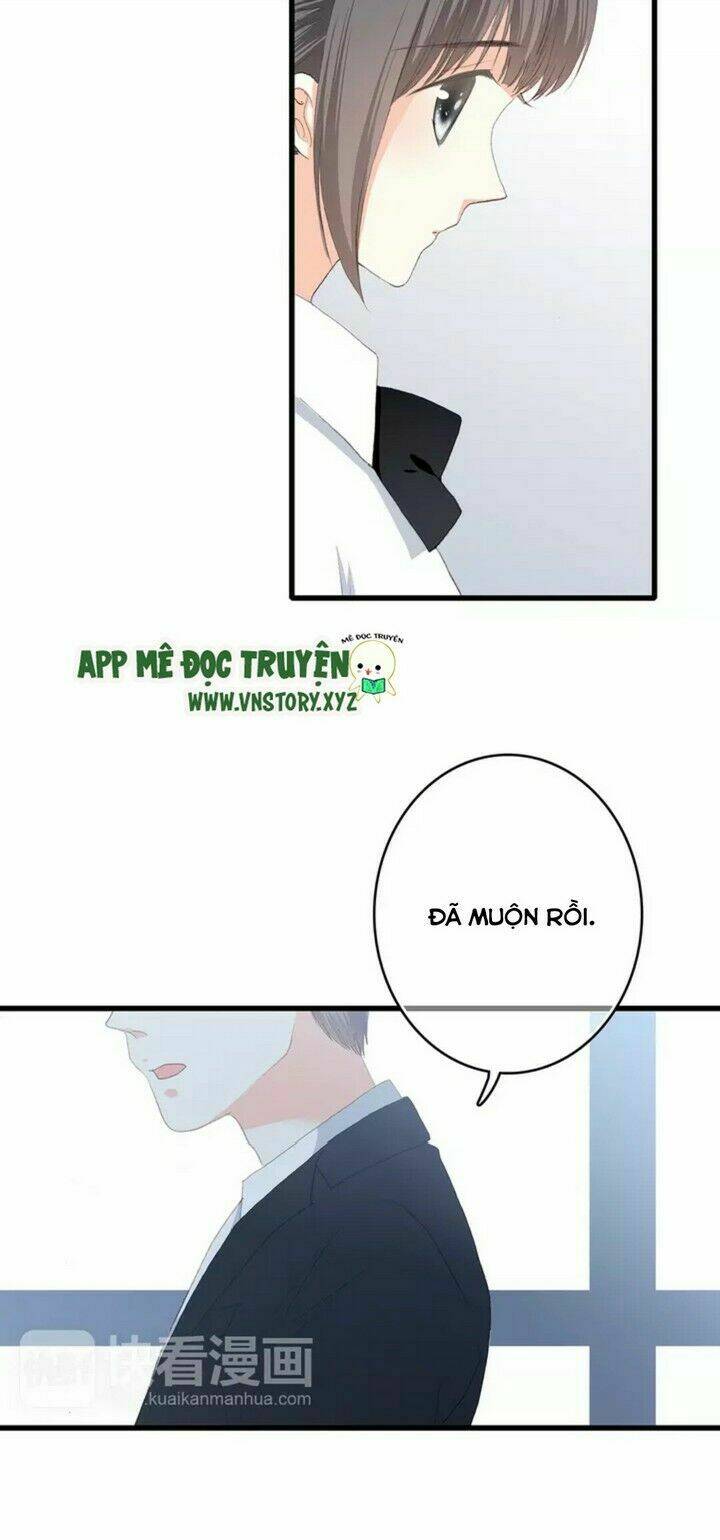 MÊ ĐỌC TRUYỆN
APP MÊ ĐỌC TRUYỆN
WWW.VNSTORY.XYZ
ĐÃ MUỘN RỒI.
快看漫画
.kuaikanmanhua.com